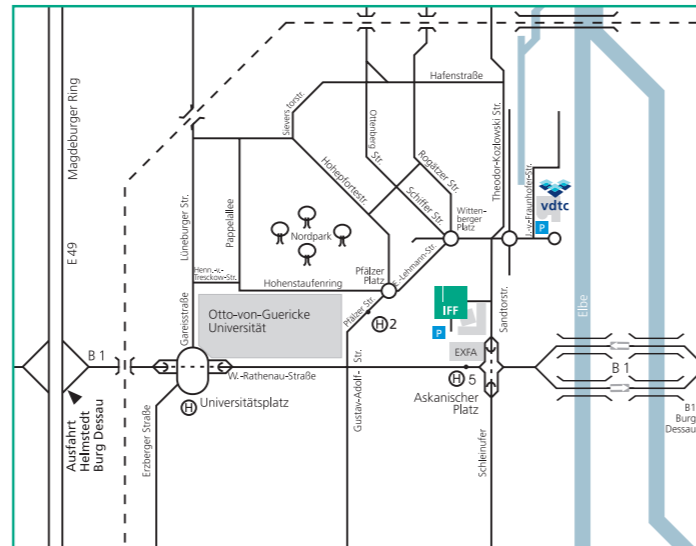 Hafenstraße
Magdeburger Ring
E 49
Sievers torstr.
Ottenberg
Str.
Rogätzer Str.
Theodor-Kozlowski Str.
Hohepfortestr.
Schiffer Str.
Lüneburger Str.
Pappelallee
Nordpark
Witten-
berger
Platz
vdtc
J.-v.-Fraunhofer-Str.
P
Pfälzer
Platz
E.-Lehmann-Str.
Henn.-v.-
Tresckow-Str.
Hohenstaufenring
Gareisstraße
Otto-von-Guericke
Universität
Pfälzer Str.
H 2
IFF
P
Sandtorstr.
Elbe
EXFA
B 1
W.-Rathenau-Straße
H 5
B 1
H Universitätsplatz
Askanischer
Platz
Gustav-Adolf- Str.
Schleinufer
Erzberger Straße
Ausfahrt
Helmstedt
Burg Dessau
B1
Burg
Dessau